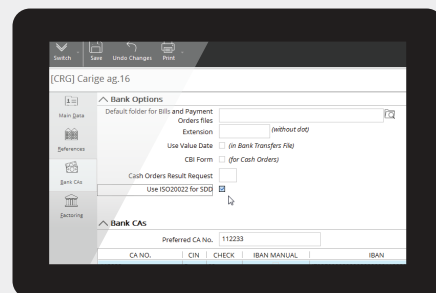 Switch
Save
Undo Changes
Print
[CRG] Carige ag.16
Main Data
References
Bank CAs
Factoring
Bank Options
Default folder for Bills and Payment
Orders files
Extension
(without dot)
Use Value Date
(in Bank Transfers File)
CBI Form
(for Cash Orders)
Cash Orders Result Request
Use ISO20022 for SDD
Bank CAs
Preferred CA No.
112233
CA NO.
CIN
CHECK
IBAN MANUAL
IBAN